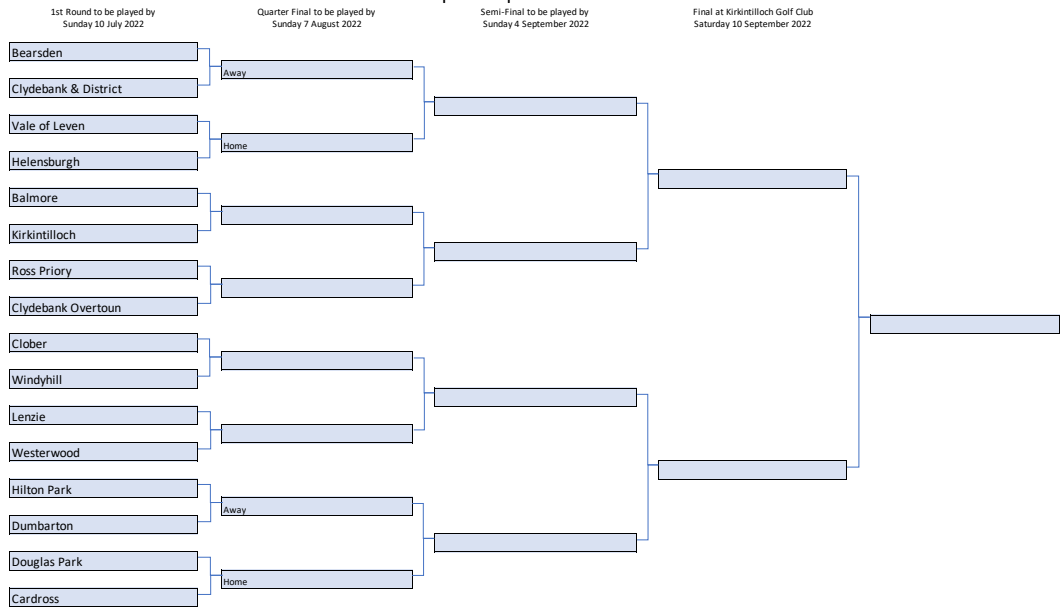 1st Round to be played by
Sunday 10 July 2022
Quarter Final to be played by
Sunday 7 August 2022
Semi-Final to be played by
Sunday 4 September 2022
Final at Kirkintilloch Golf Club
Saturday 10 September 2022
Bearsden
Clydebank & District
Vale of Leven
Helensburgh
Balmore
Kirkintilloch
Ross Priory
Clydebank Overtoun
Clober
Windyhill
Lenzie
Westerwood
Hilton Park
Dumbarton
Douglas Park
Cardross
Away
Home
Away
Home